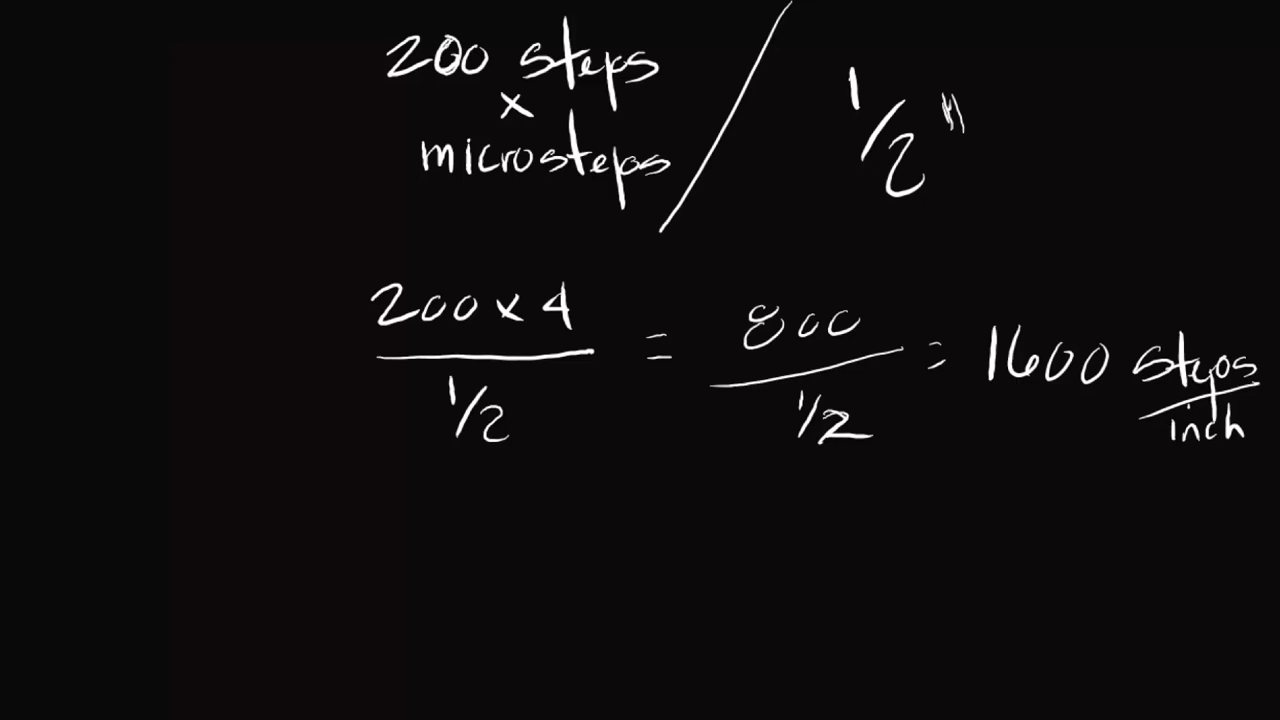 200 steps / 1/2"
x
microsteps
200 x 4 / 1/2 = 800 / 1/2 = 1600 steps / inch